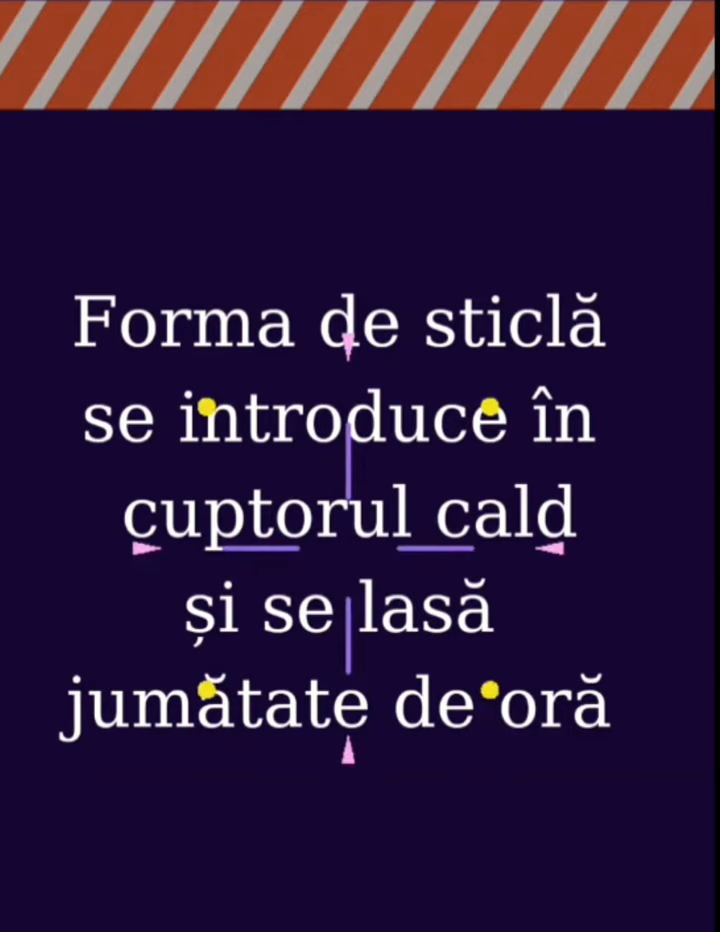 Forma de sticlă
se introduce în
cuptorul cald
și se lasă
jumătate de oră